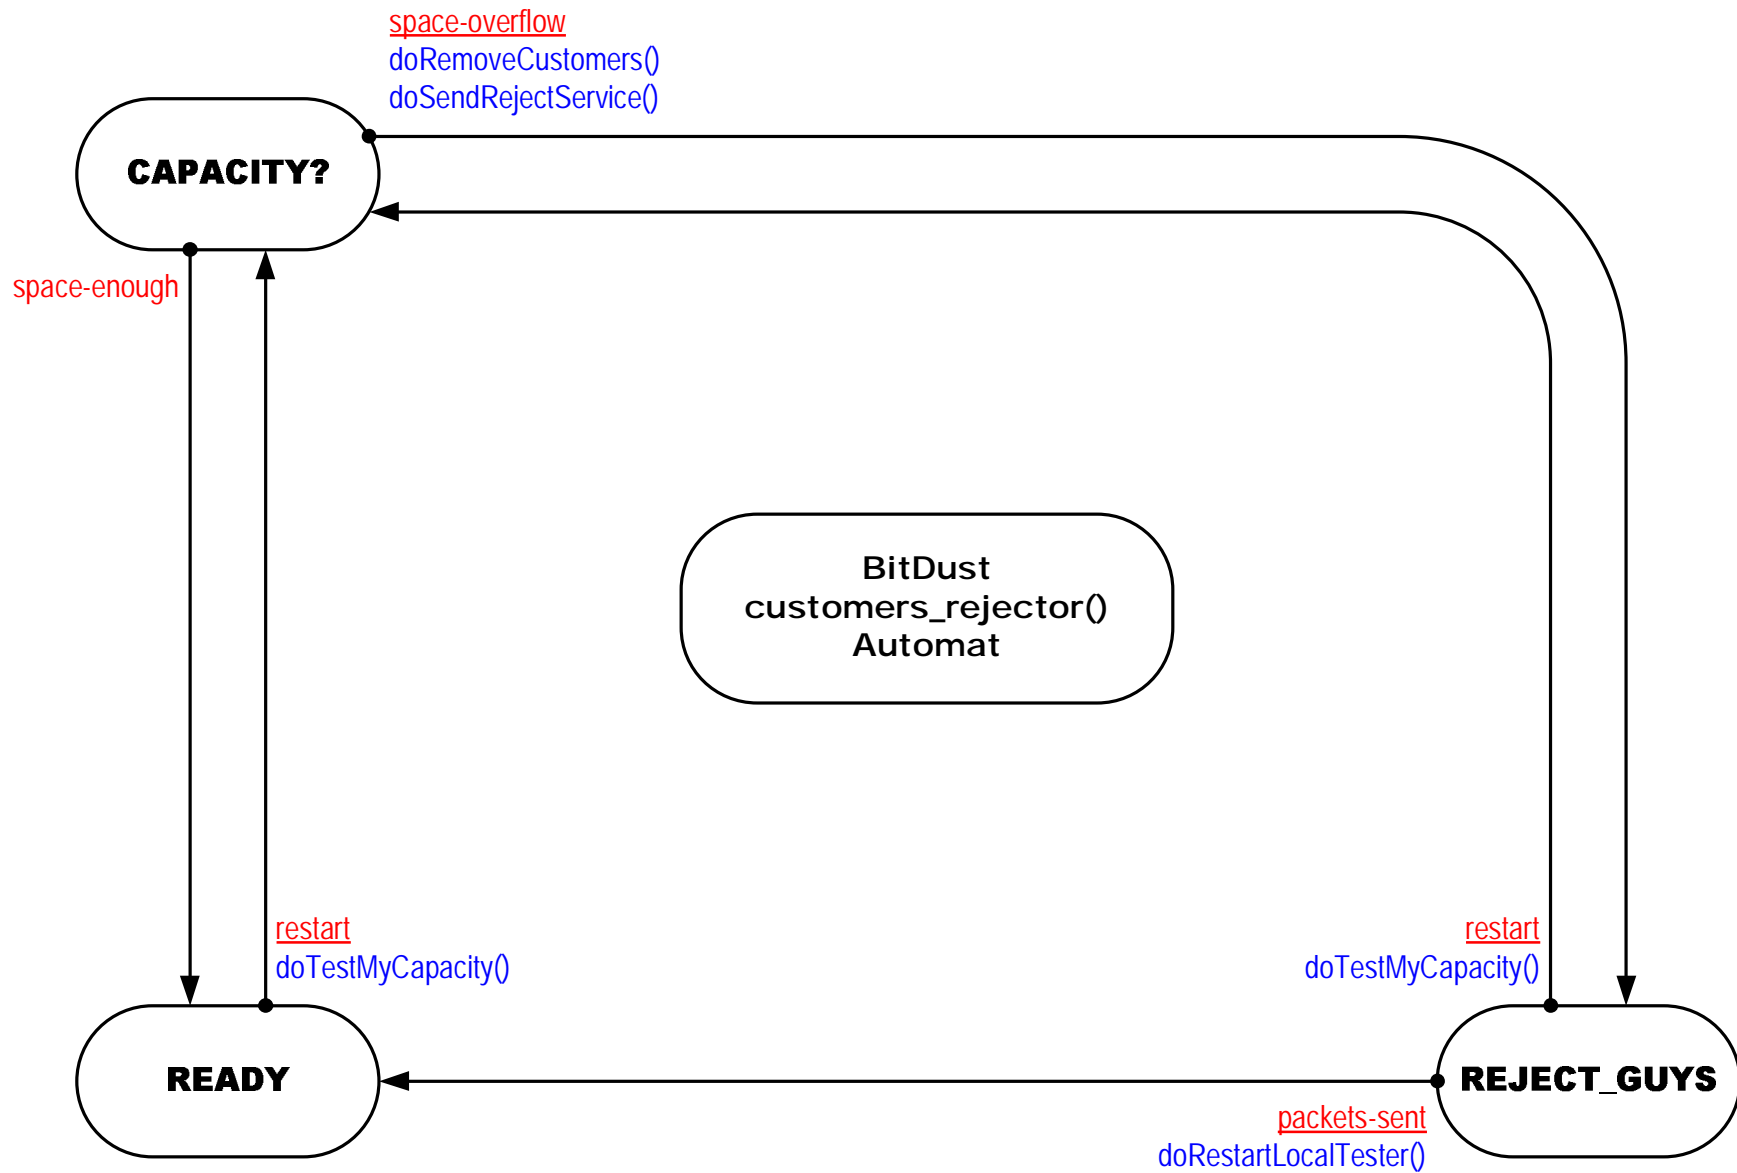 space-overflow
doRemoveCustomers()
doSendRejectService()
CAPACITY?
space-enough
BitDust
customers_rejector()
Automat
restart
doTestMyCapacity()
restart
doTestMyCapacity()
READY
REJECT_GUYS
packets-sent
doRestartLocalTester()